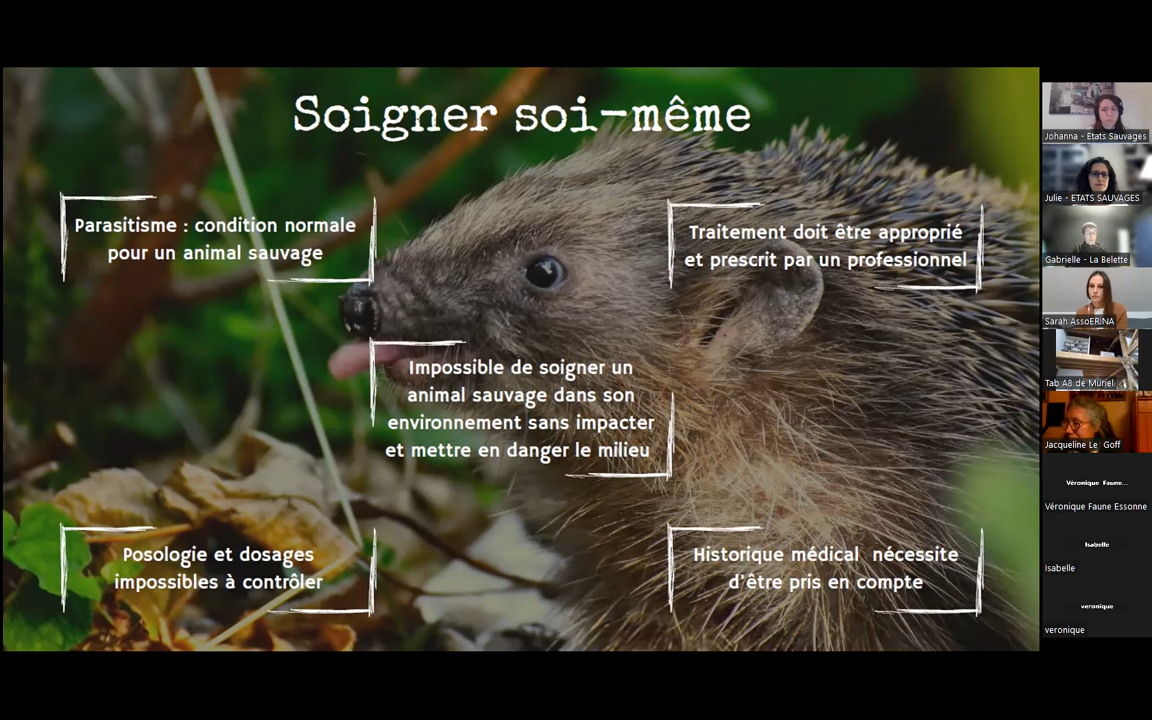 Soigner soi-même
Parasitisme : condition normale
pour un animal sauvage
Traitement doit être approprié
et prescrit par un professionnel
Impossible de soigner un
animal sauvage dans son
environnement sans impacter
et mettre en danger le milieu
Posologie et dosages
impossibles à contrôler
Historique médical nécessite
d'être pris en compte
Johanna - Etats Sauvages
Julie - ETATS SAUVAGES
Gabrielle - La Belette
Sarah AssoERINA
Tab A8 de Muriel
Jacqueline Le Goff
Véronique Faune...
Véronique Faune Essonne
Isabelle
Isabelle
veronique
veronique